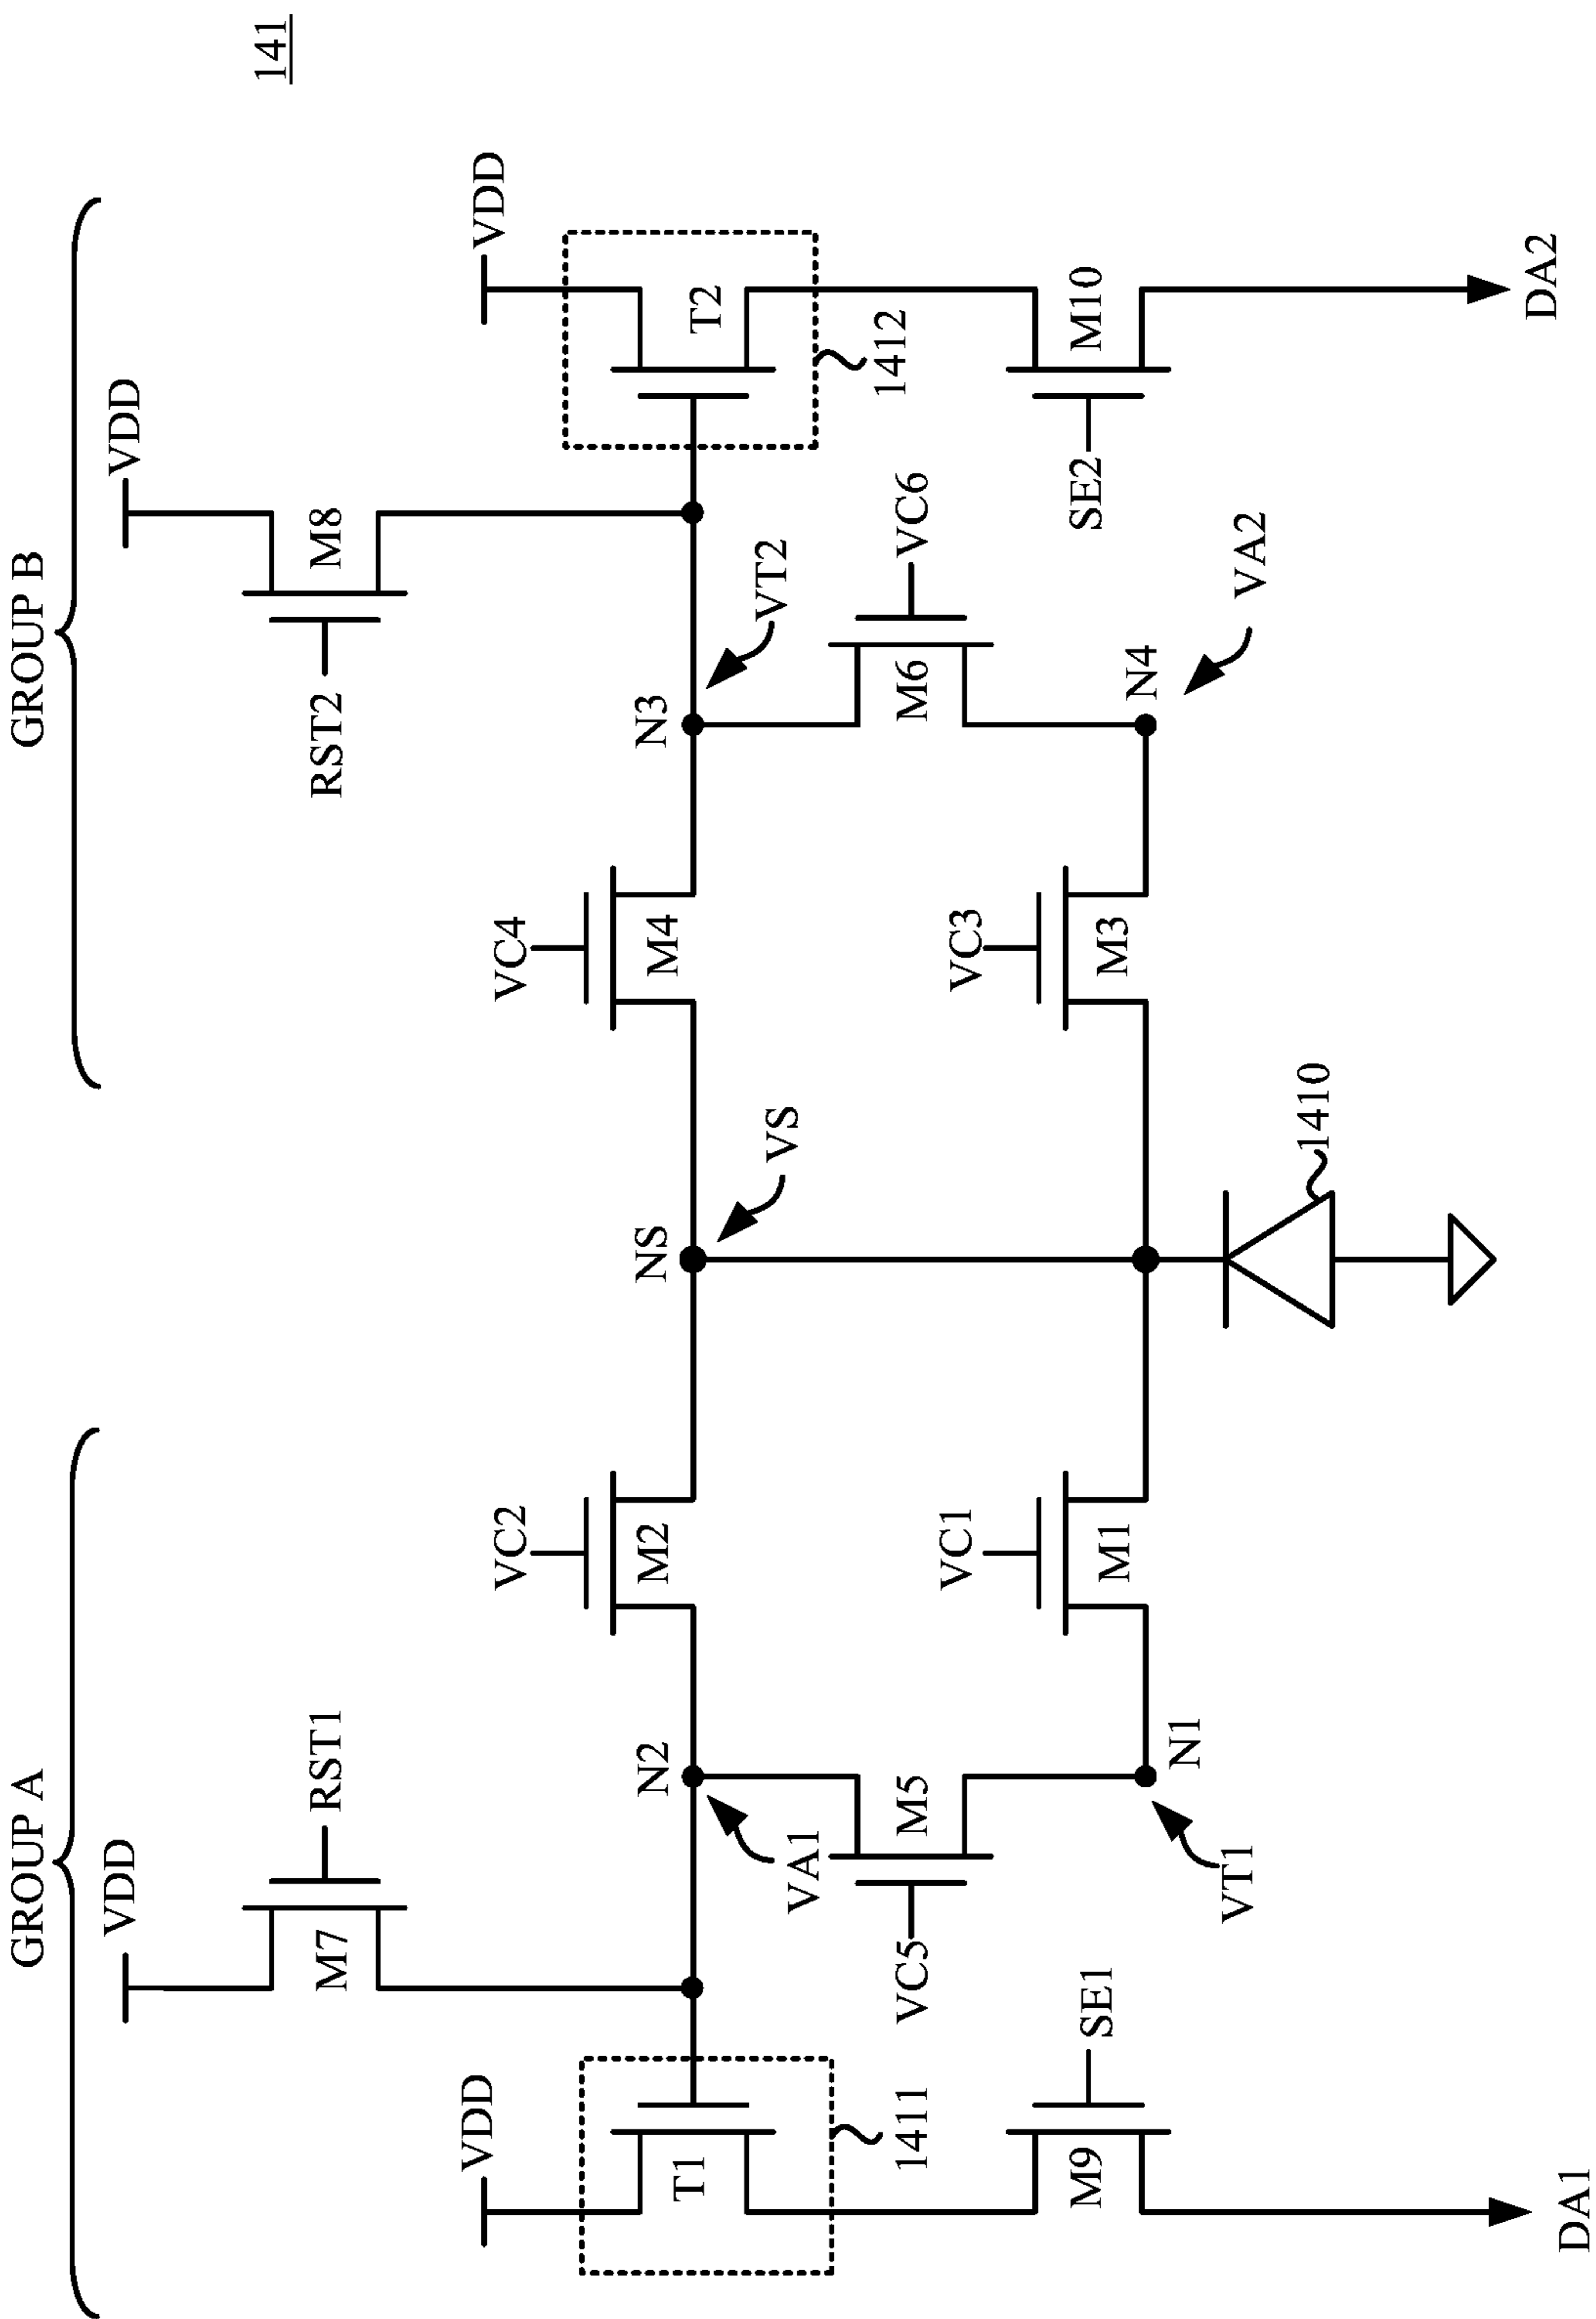 141
GROUP A
GROUP B
VDD
VDD
M7
RST1
RST2
M8
VDD
VDD
T1
1411
T2
1412
N2
VC2
M2
NS
VS
VC4
M4
N3
VT2
VA1
VC5
M5
M6
VC6
M9
SE1
SE2
M10
VC1
M1
VC3
M3
N1
VT1
N4
VA2
1410
DA1
DA2